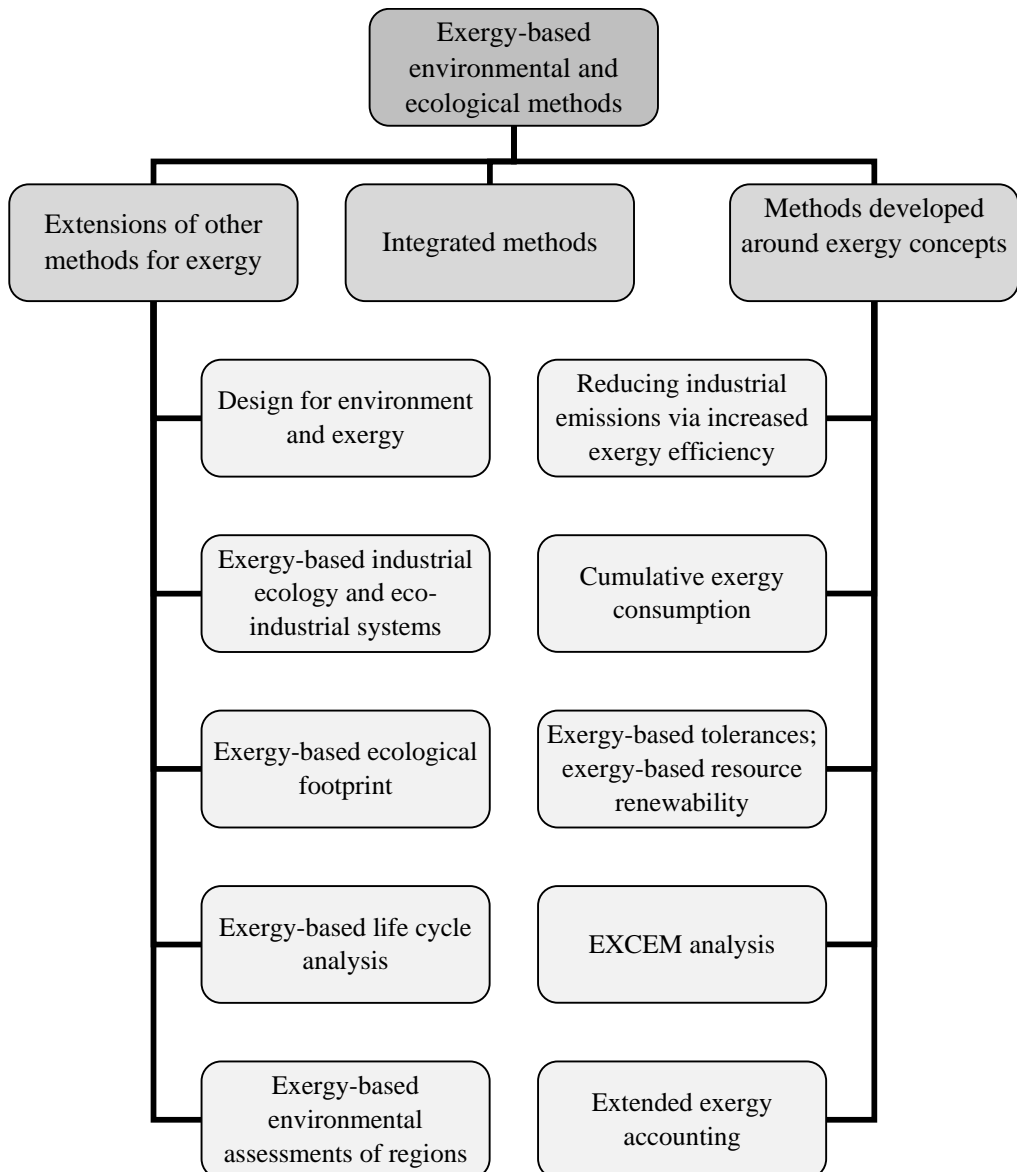 Exergy-based
environmental and
ecological methods
Extensions of other
methods for exergy
Integrated methods
Methods developed
around exergy concepts
Design for environment
and exergy
Reducing industrial
emissions via increased
exergy efficiency
Exergy-based industrial
ecology and eco-
industrial systems
Cumulative exergy
consumption
Exergy-based ecological
footprint
Exergy-based tolerances;
exergy-based resource
renewability
Exergy-based life cycle
analysis
EXCEM analysis
Exergy-based
environmental
assessments of regions
Extended exergy
accounting